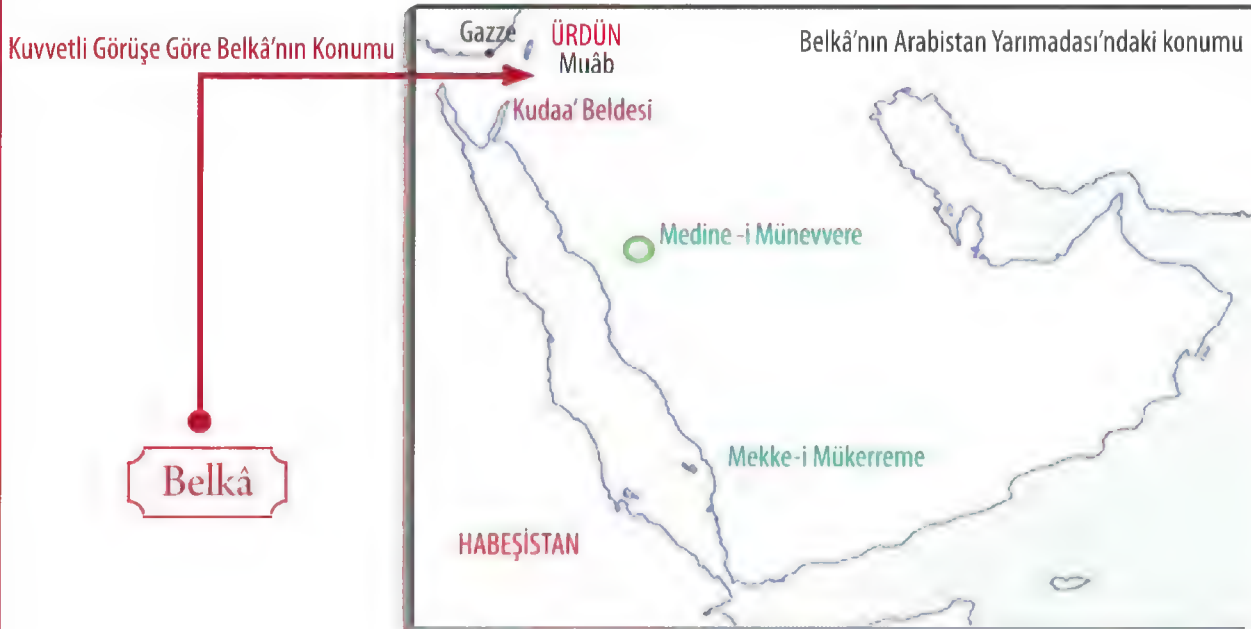 Kuvvetli Görüşe Göre Belkâ'nın Konumu
Gazze
ÜRDÜN
Muâb
Belkâ'nın Arabistan Yarımadası'ndaki konumu
Kudaa' Beldesi
Medine -i Münevvere
Mekke-i Mükerreme
Belkâ
HABEŞİSTAN